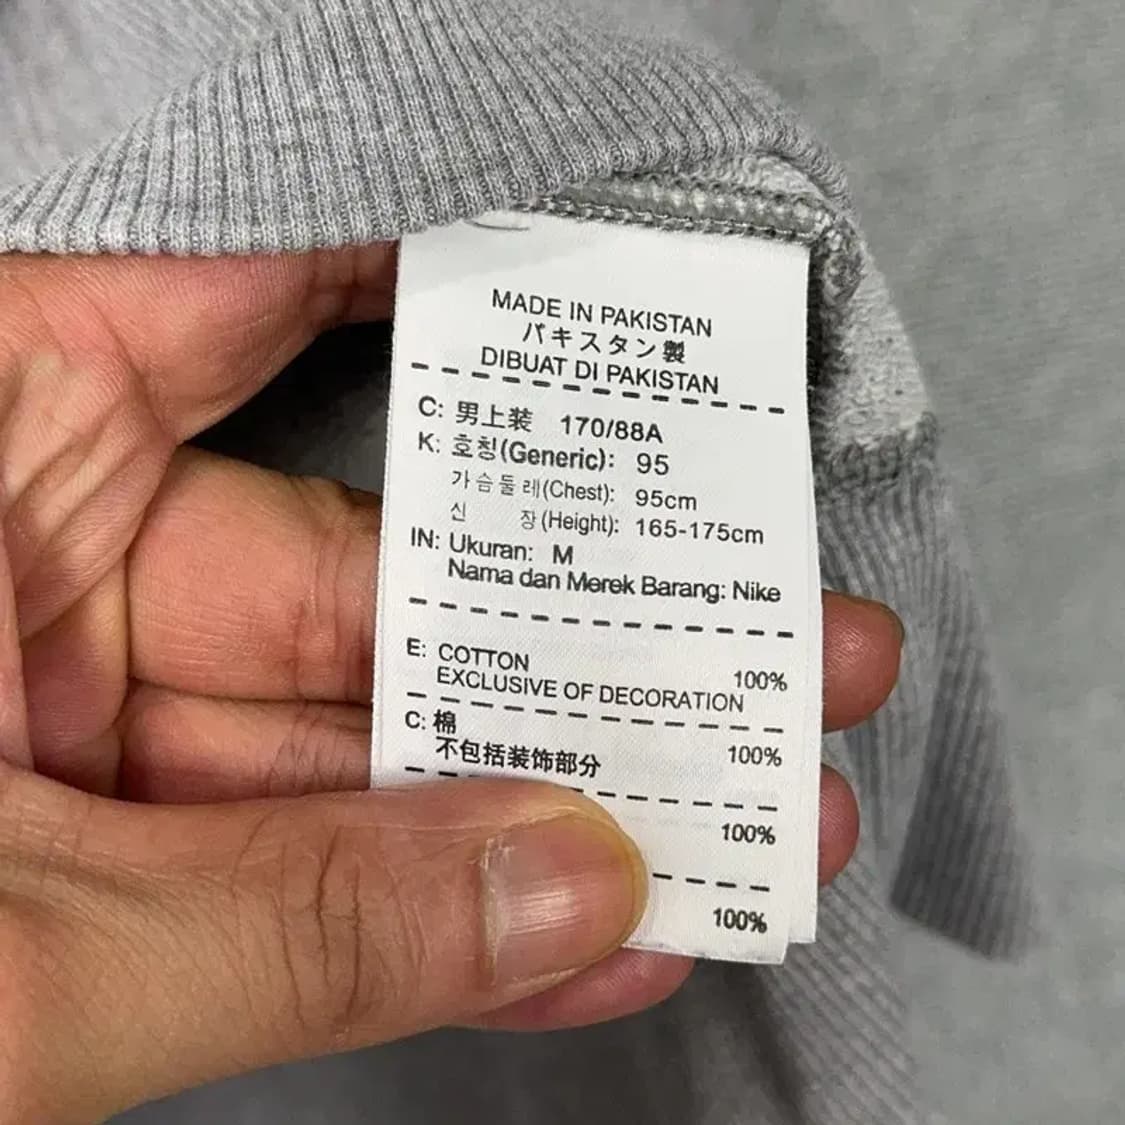 MADE IN PAKISTAN
パキスタン製
DIBUAT DI PAKISTAN
C: 男上装 170/88A
K: 호칭(Generic): 95
가슴둘레(Chest): 95cm
신 장(Height): 165-175cm
IN: Ukuran: M
Nama dan Merek Barang: Nike
E: COTTON 100%
EXCLUSIVE OF DECORATION
C: 棉 100%
不包括装饰部分
100%
100%